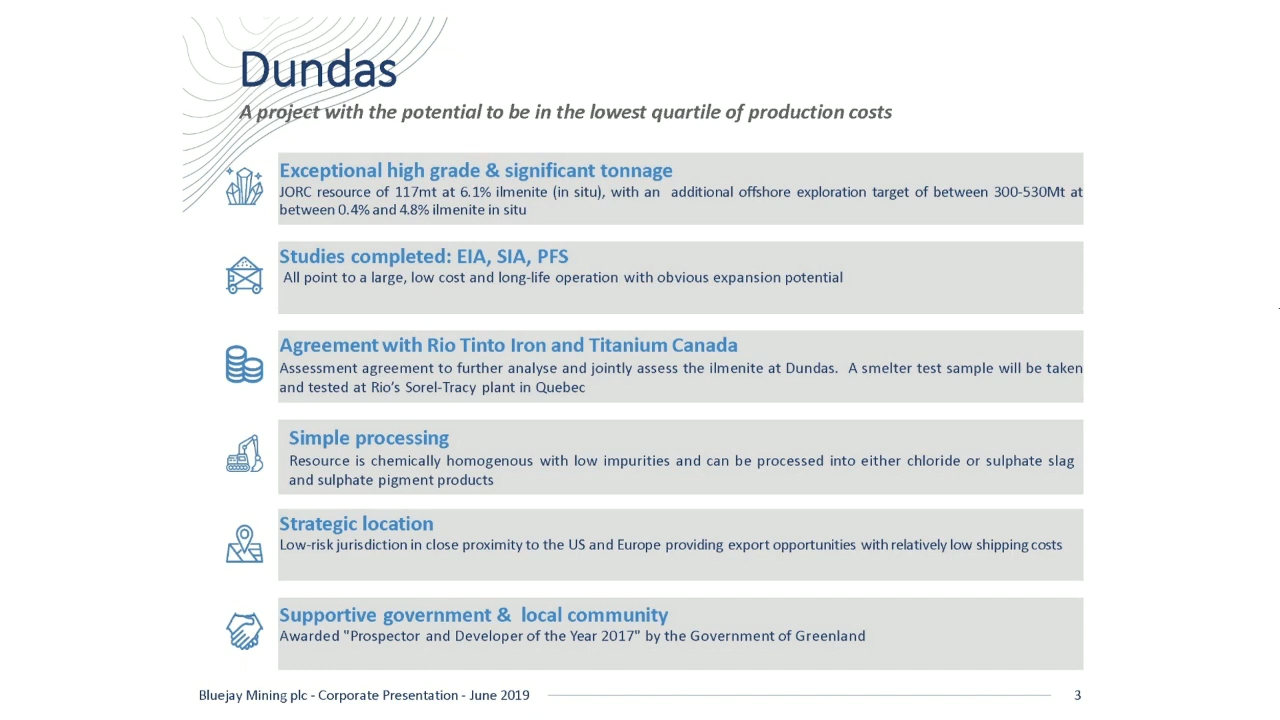 Dundas
A project with the potential to be in the lowest quartile of production costs
Exceptional high grade & significant tonnage
JORC resource of 117mt at 6.1% ilmenite (in situ), with an additional offshore exploration target of between 300-530Mt at
between 0.4% and 4.8% ilmenite in situ
Studies completed: EIA, SIA, PFS
All point to a large, low cost and long-life operation with obvious expansion potential
Agreement with Rio Tinto Iron and Titanium Canada
Assessment agreement to further analyse and jointly assess the ilmenite at Dundas. A smelter test sample will be taken
and tested at Rio’s Sorel-Tracy plant in Quebec
Simple processing
Resource is chemically homogenous with low impurities and can be processed into either chloride or sulphate slag
and sulphate pigment products
Strategic location
Low-risk jurisdiction in close proximity to the US and Europe providing export opportunities with relatively low shipping costs
Supportive government & local community
Awarded "Prospector and Developer of the Year 2017" by the Government of Greenland
Bluejay Mining plc - Corporate Presentation - June 2019
3